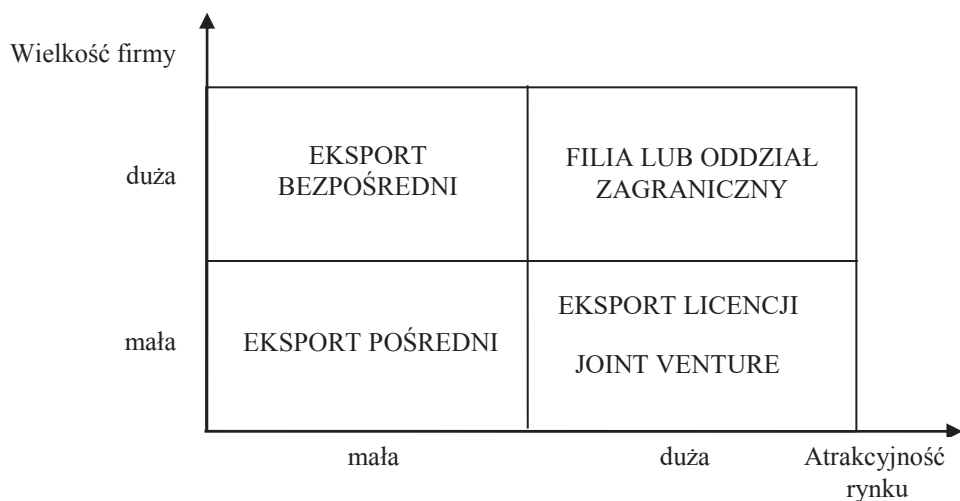 Wielkość firmy
duża
EKSPORT
BEZPOŚREDNI
FILIA LUB ODDZIAŁ
ZAGRANICZNY
mała
EKSPORT POŚREDNI
EKSPORT LICENCJI
JOINT VENTURE
mała
duża
Atrakcyjność
rynku